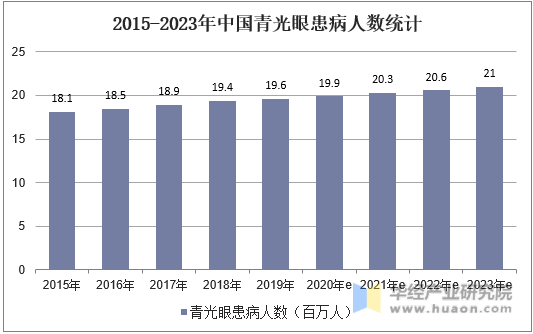 2015-2023年中国青光眼患病人数统计
25
20
15
10
5
0
18.1 18.5 18.9 19.4 19.6 19.9 20.3 20.6 21
2015年 2016年 2017年 2018年 2019年 2020年e 2021年e 2022年e 2023年e
青光眼患病人数（百万人）
华经产业研究院
www.huaon.com